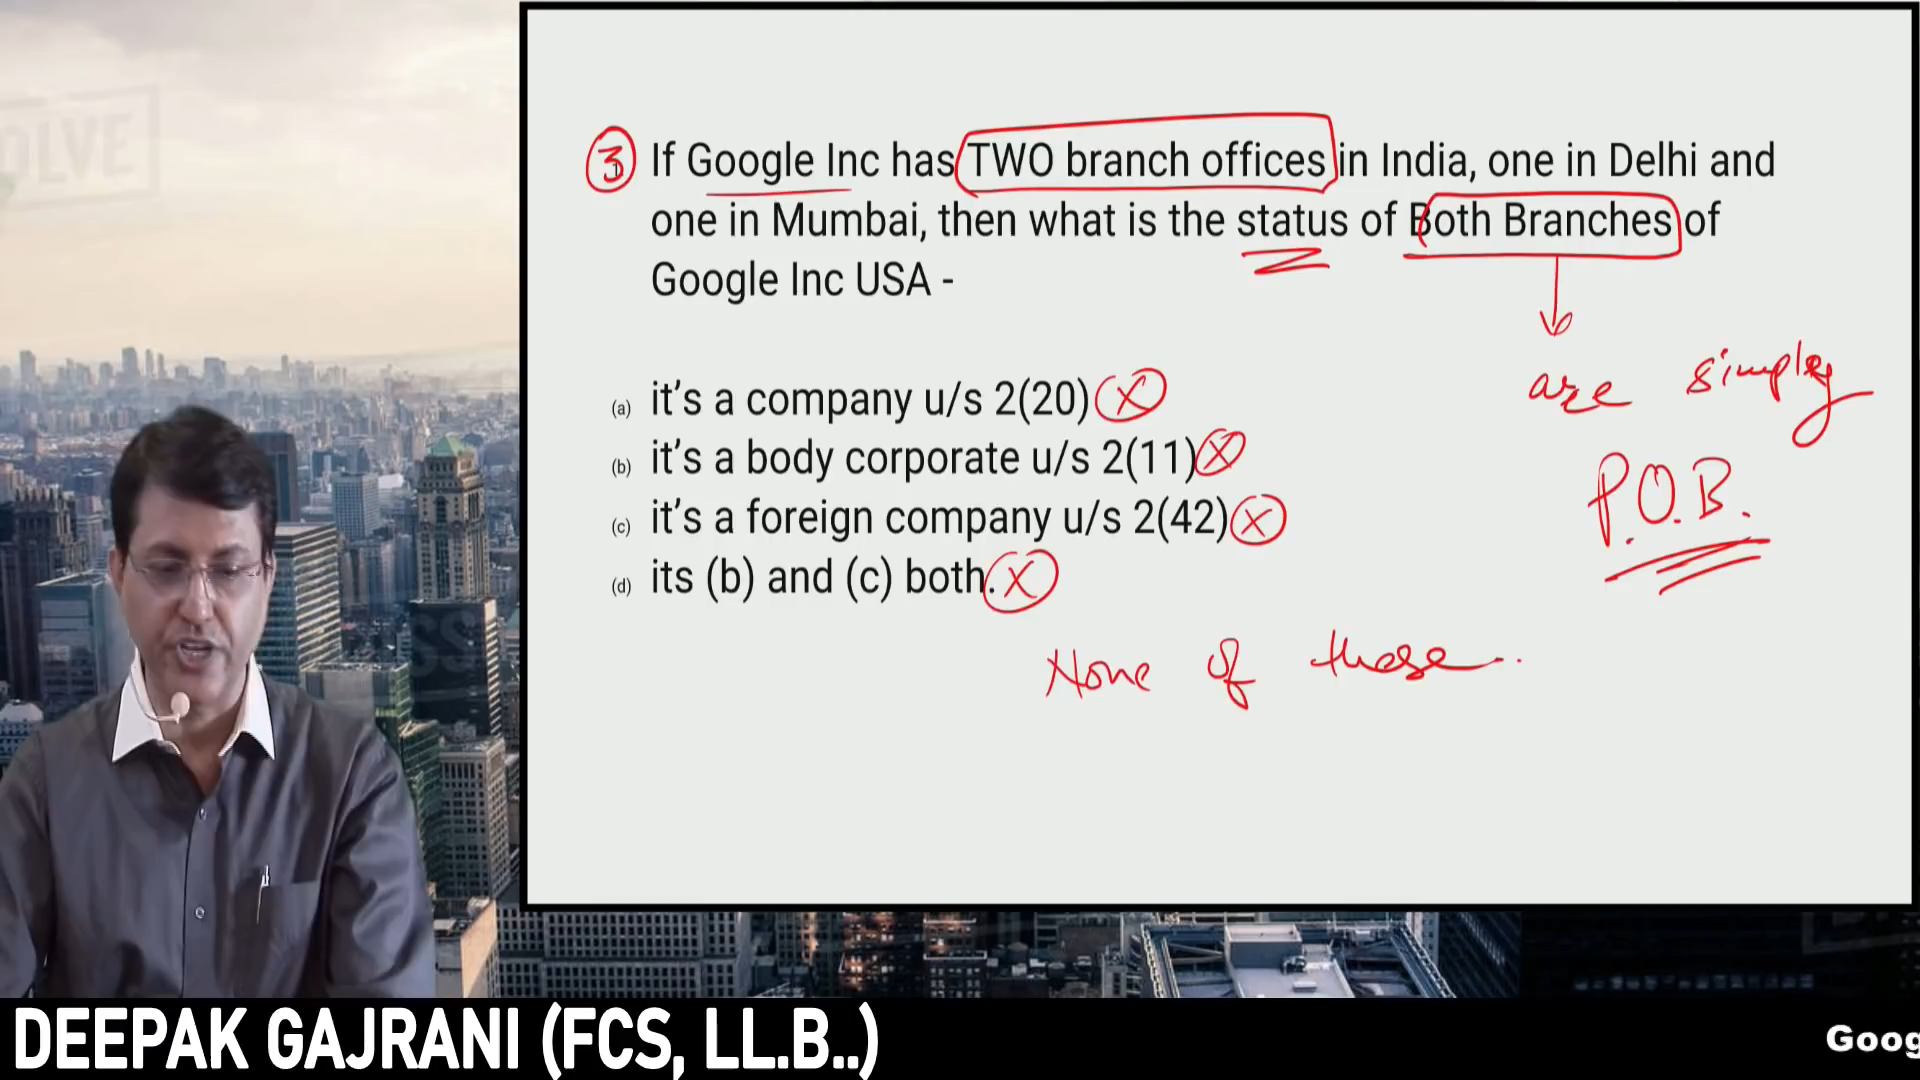 OLVE
3 If Google Inc has TWO branch offices in India, one in Delhi and
one in Mumbai, then what is the status of Both Branches of
Google Inc USA -
are simply
P.O.B.
(a) it's a company u/s 2(20) X
(b) it's a body corporate u/s 2(11) X
(c) it's a foreign company u/s 2(42) X
(d) its (b) and (c) both. X
None of these..
DEEPAK GAJRANI (FCS, LL.B..)
Goog